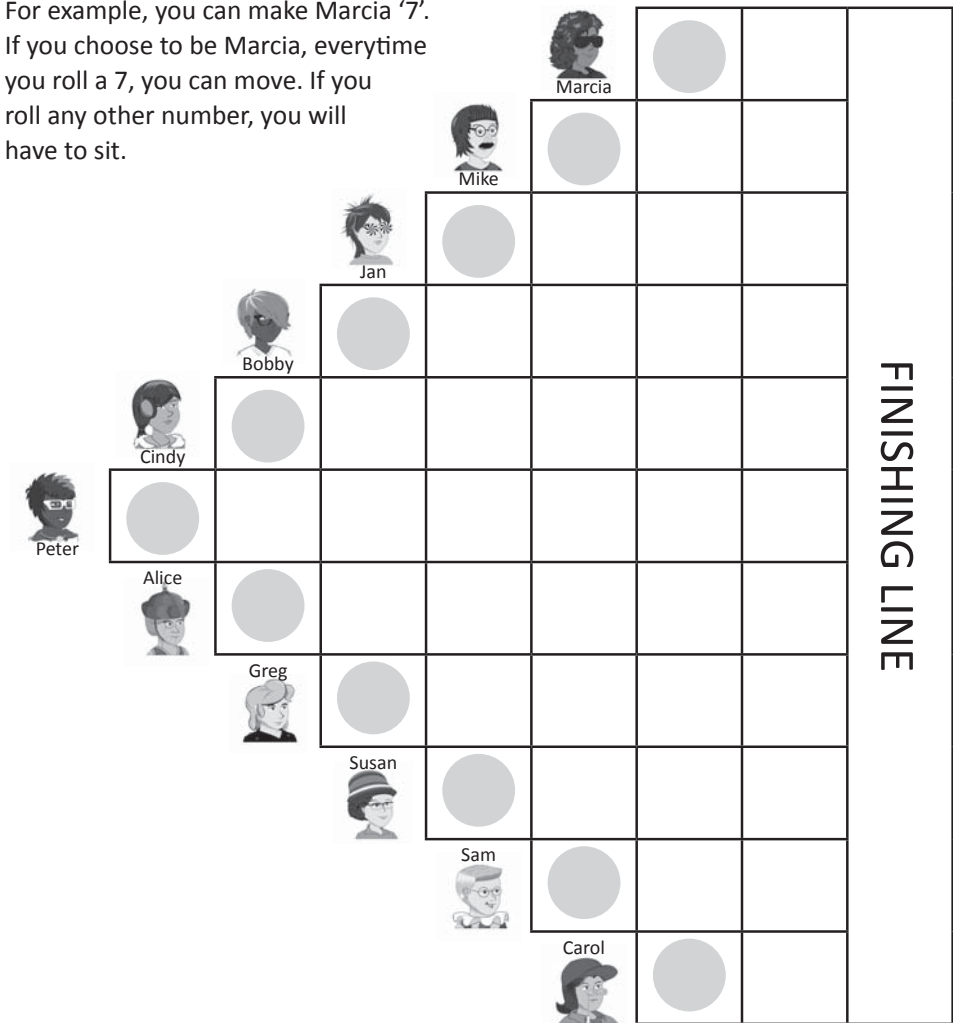 For example, you can make Marcia ‘7’.
If you choose to be Marcia, everytime
you roll a 7, you can move. If you
roll any other number, you will
have to sit.
Marcia
Mike
Jan
Bobby
Cindy
Peter
Alice
Greg
Susan
Sam
Carol
FINISHING LINE